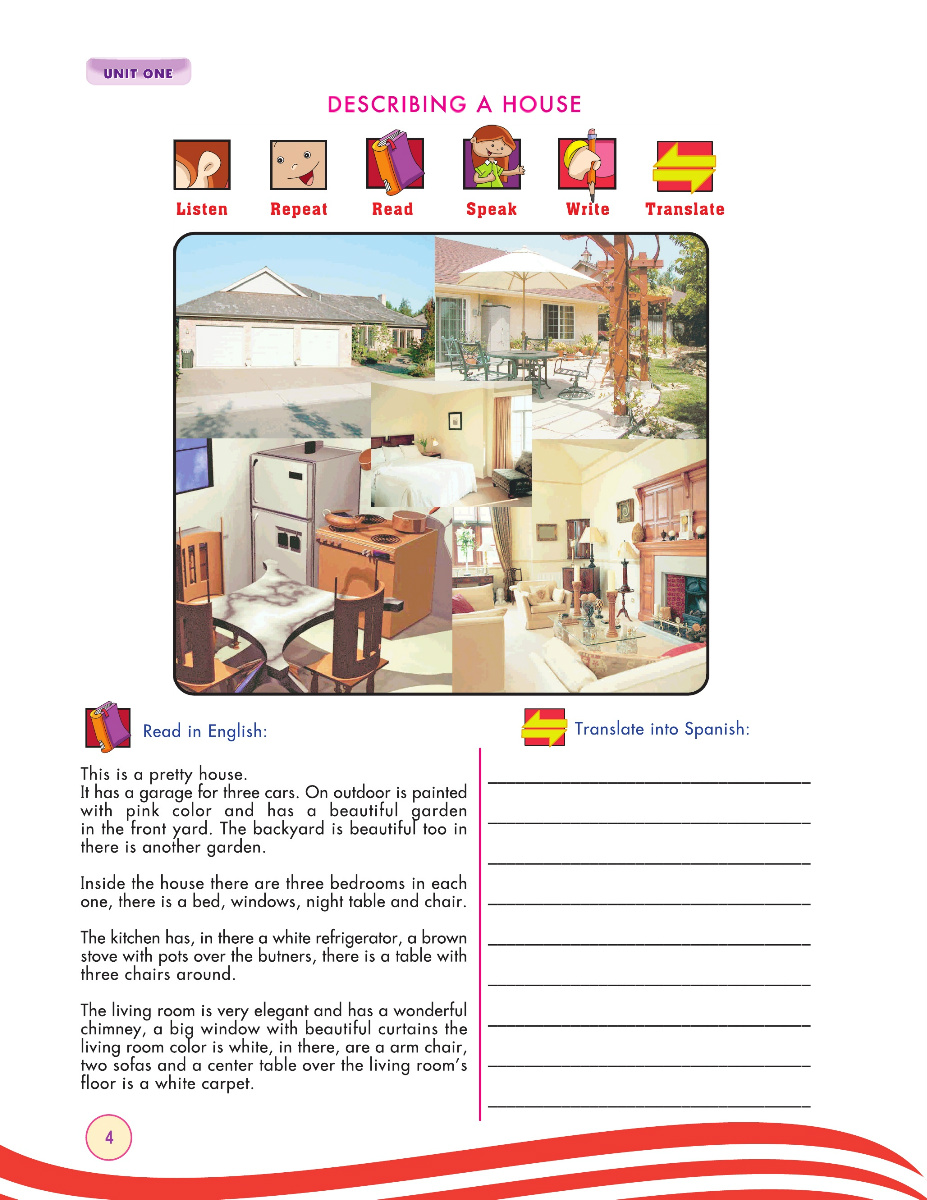 UNIT ONE
DESCRIBING A HOUSE
Listen
Repeat
Read
Speak
Write
Translate
Read in English:
This is a pretty house.
It has a garage for three cars. On outdoor is painted
with pink color and has a beautiful garden
in the front yard. The backyard is beautiful too in
there is another garden.
Inside the house there are three bedrooms in each
one, there is a bed, windows, night table and chair.
The kitchen has, in there a white refrigerator, a brown
stove with pots over the butners, there is a table with
three chairs around.
The living room is very elegant and has a wonderful
chimney, a big window with beautiful curtains the
living room color is white, in there, are a arm chair,
two sofas and a center table over the living room's
floor is a white carpet.
Translate into Spanish:
4